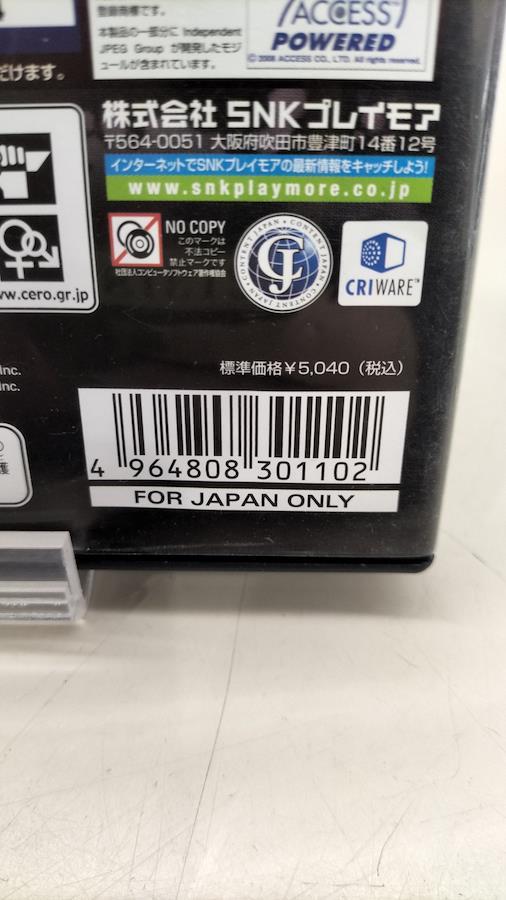 登録商標です。
本製品の一部分に Independent
JPEG Group が開発したモジ
ュールが含まれています。
ACCESS™
POWERED
© 2008 ACCESS CO., LTD. All rights reserved.
だけます。
株式会社 SNKプレイモア
〒564-0051 大阪府吹田市豊津町14番12号
インターネットでSNKプレイモアの最新情報をキャッチしよう!
www.snkplaymore.co.jp
NO COPY
このマークは
不法コピー
禁止マークです
社団法人コンピュータソフトウェア著作権協会
CONTENT JAPAN
CJ
CRIWARE™
www.cero.gr.jp
標準価格¥5,040(税込)
Inc.
Inc.
護
4 964808 301102
FOR JAPAN ONLY